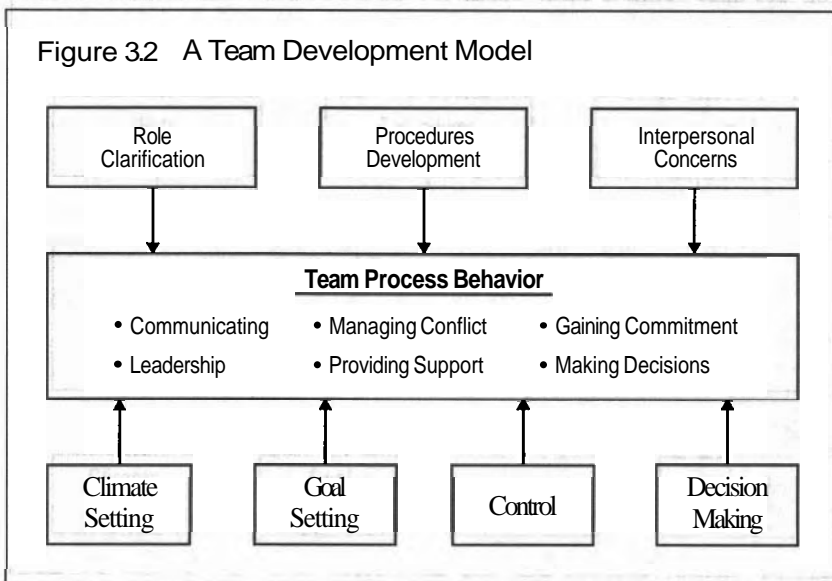 Figure 3.2 A Team Development Model
Role
Clarification
Procedures
Development
Interpersonal
Concerns
Team Process Behavior
• Communicating • Managing Conflict • Gaining Commitment
• Leadership • Providing Support • Making Decisions
Climate
Setting
Goal
Setting
Control
Decision
Making